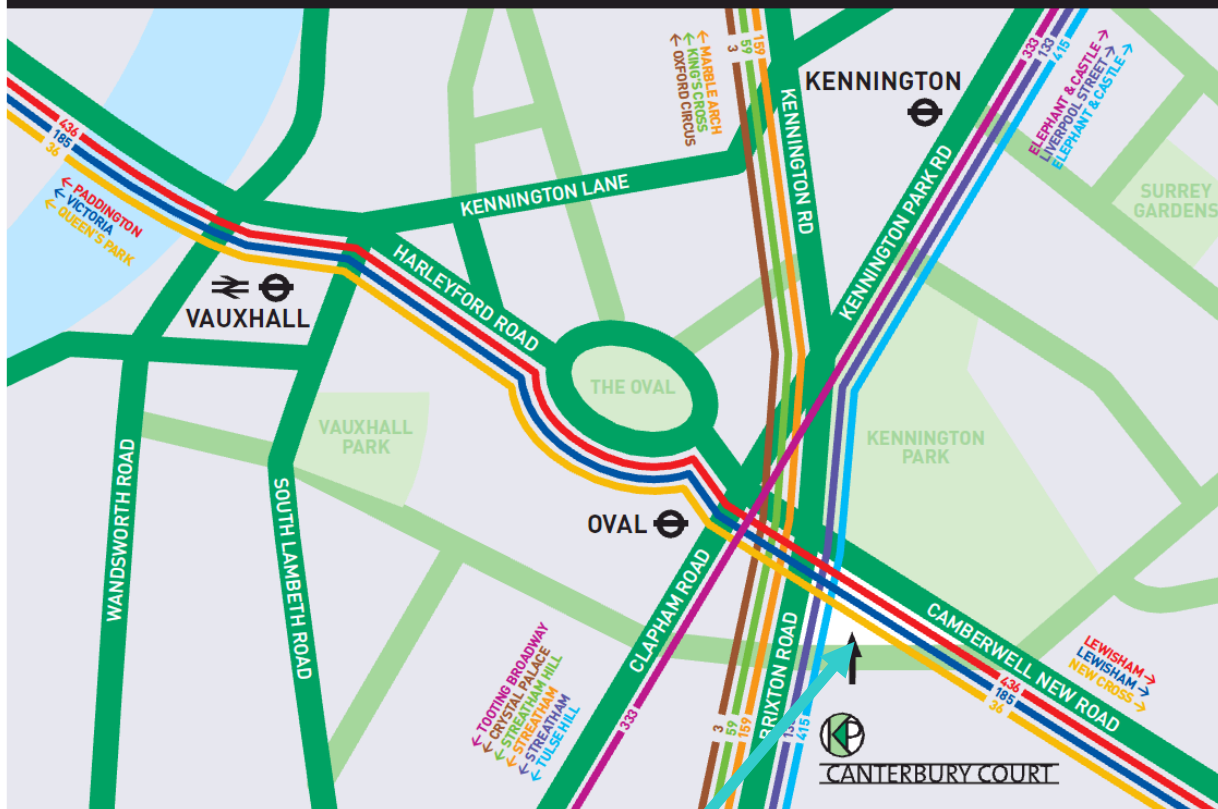 436
185
36
← PADDINGTON
← VICTORIA
← QUEEN'S PARK
3
59
159
← MARBLE ARCH
← KING'S CROSS
← OXFORD CIRCUS
KENNINGTON
KENNINGTON RD
333
133
415
ELEPHANT & CASTLE →
LIVERPOOL STREET →
ELEPHANT & CASTLE →
KENNINGTON PARK RD
SURREY
GARDENS
KENNINGTON LANE
HARLEYFORD ROAD
VAUXHALL
THE OVAL
VAUXHALL
PARK
KENNINGTON
PARK
WANDSWORTH ROAD
SOUTH LAMBETH ROAD
OVAL
CLAPHAM ROAD
BRIXTON ROAD
CAMBERWELL NEW ROAD
← TOOTING BROADWAY
← CRYSTAL PALACE
← STREATHAM HILL
← STREATHAM
← STREATHAM
← TULSE HILL
333
3
59
159
415
LEWISHAM →
LEWISHAM →
NEW CROSS →
436
185
36
KP
CANTERBURY COURT